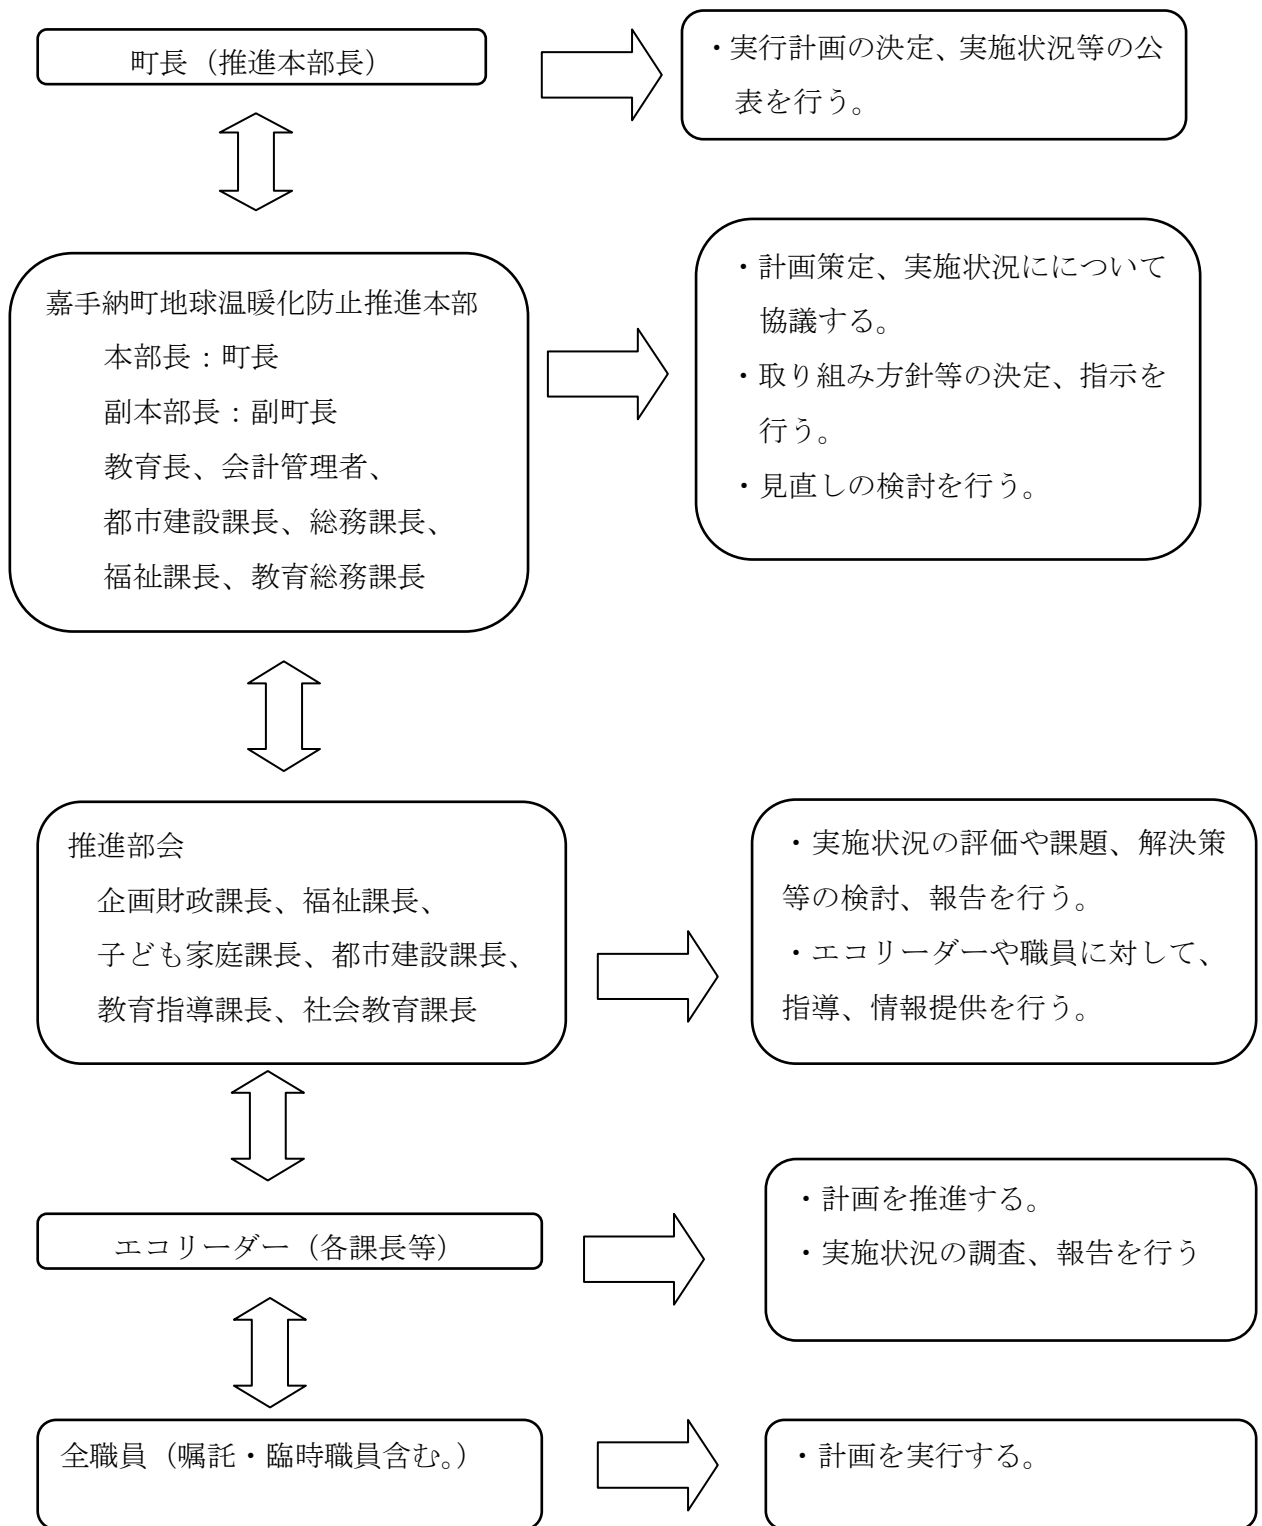 町長（推進本部長）
・実行計画の決定、実施状況等の公
表を行う。
嘉手納町地球温暖化防止推進本部
本部長：町長
副本部長：副町長
教育長、会計管理者、
都市建設課長、総務課長、
福祉課長、教育総務課長
・計画策定、実施状況にについて
協議する。
・取り組み方針等の決定、指示を
行う。
・見直しの検討を行う。
推進部会
企画財政課長、福祉課長、
子ども家庭課長、都市建設課長、
教育指導課長、社会教育課長
・実施状況の評価や課題、解決策
等の検討、報告を行う。
・エコリーダーや職員に対して、
指導、情報提供を行う。
エコリーダー（各課長等）
・計画を推進する。
・実施状況の調査、報告を行う
全職員（嘱託・臨時職員含む。）
・計画を実行する。